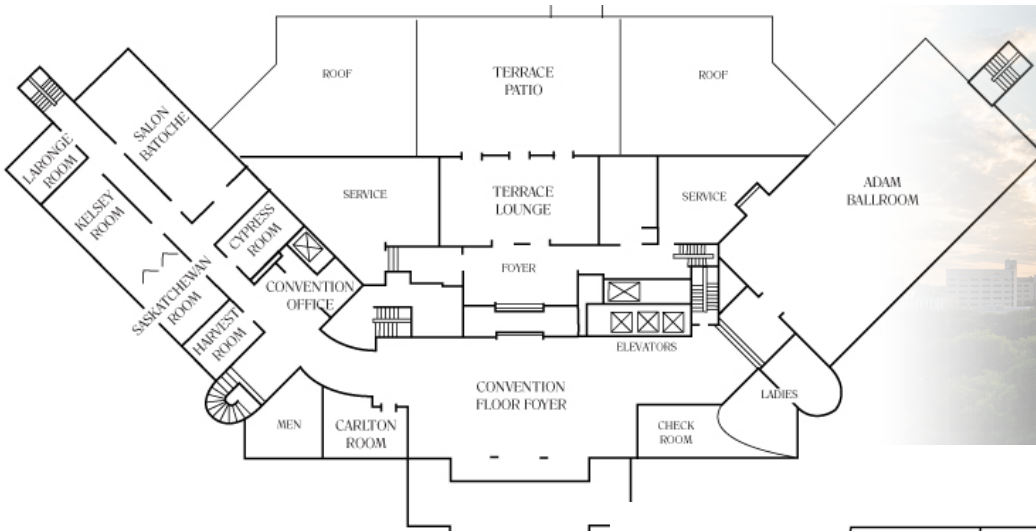 ROOF
TERRACE
PATIO
ROOF
SALON
BATOCHE
LARONGE
ROOM
KELSEY
ROOM
CYPRESS
ROOM
SERVICE
TERRACE
LOUNGE
SERVICE
ADAM
BALLROOM
FOYER
CONVENTION
OFFICE
SASKATCHEWAN
ROOM
HARVEST
ROOM
ELEVATORS
CONVENTION
FLOOR FOYER
LADIES
MEN
CARLTON
ROOM
CHECK
ROOM